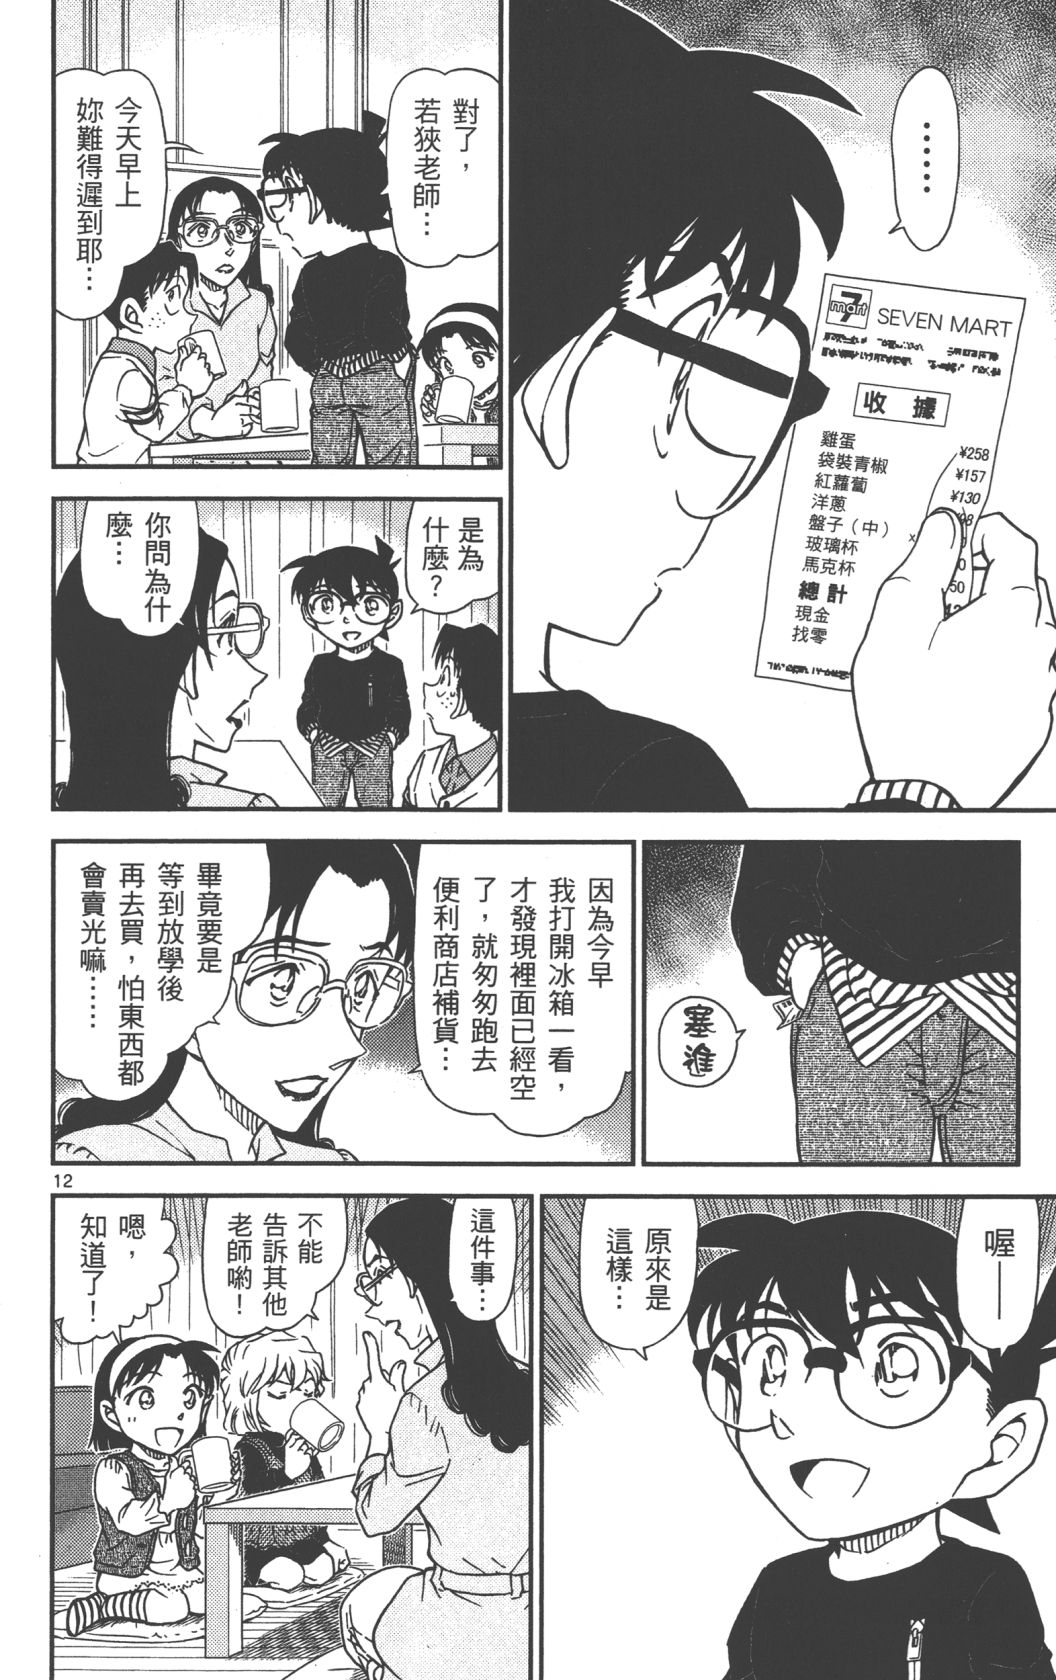 ……
7
mart
SEVEN MART
收據
雞蛋 ¥258
袋裝青椒 ¥157
紅蘿蔔 ¥130
洋蔥
盤子（中）
玻璃杯
馬克杯
總計
現金
找零
對了，
若狹老師…
今天早上
妳難得遲到耶…
是為
什麼？
你問為什
麼…
塞進
因為今早
我打開冰箱一看，
才發現裡面已經空
了，就匆匆跑去
便利商店補貨…
畢竟要是
等到放學後
再去買，怕東西都
會賣光嘛……
12
喔──
原來是
這樣…
這件事…
不能
告訴其他
老師喲！
嗯，
知道了！